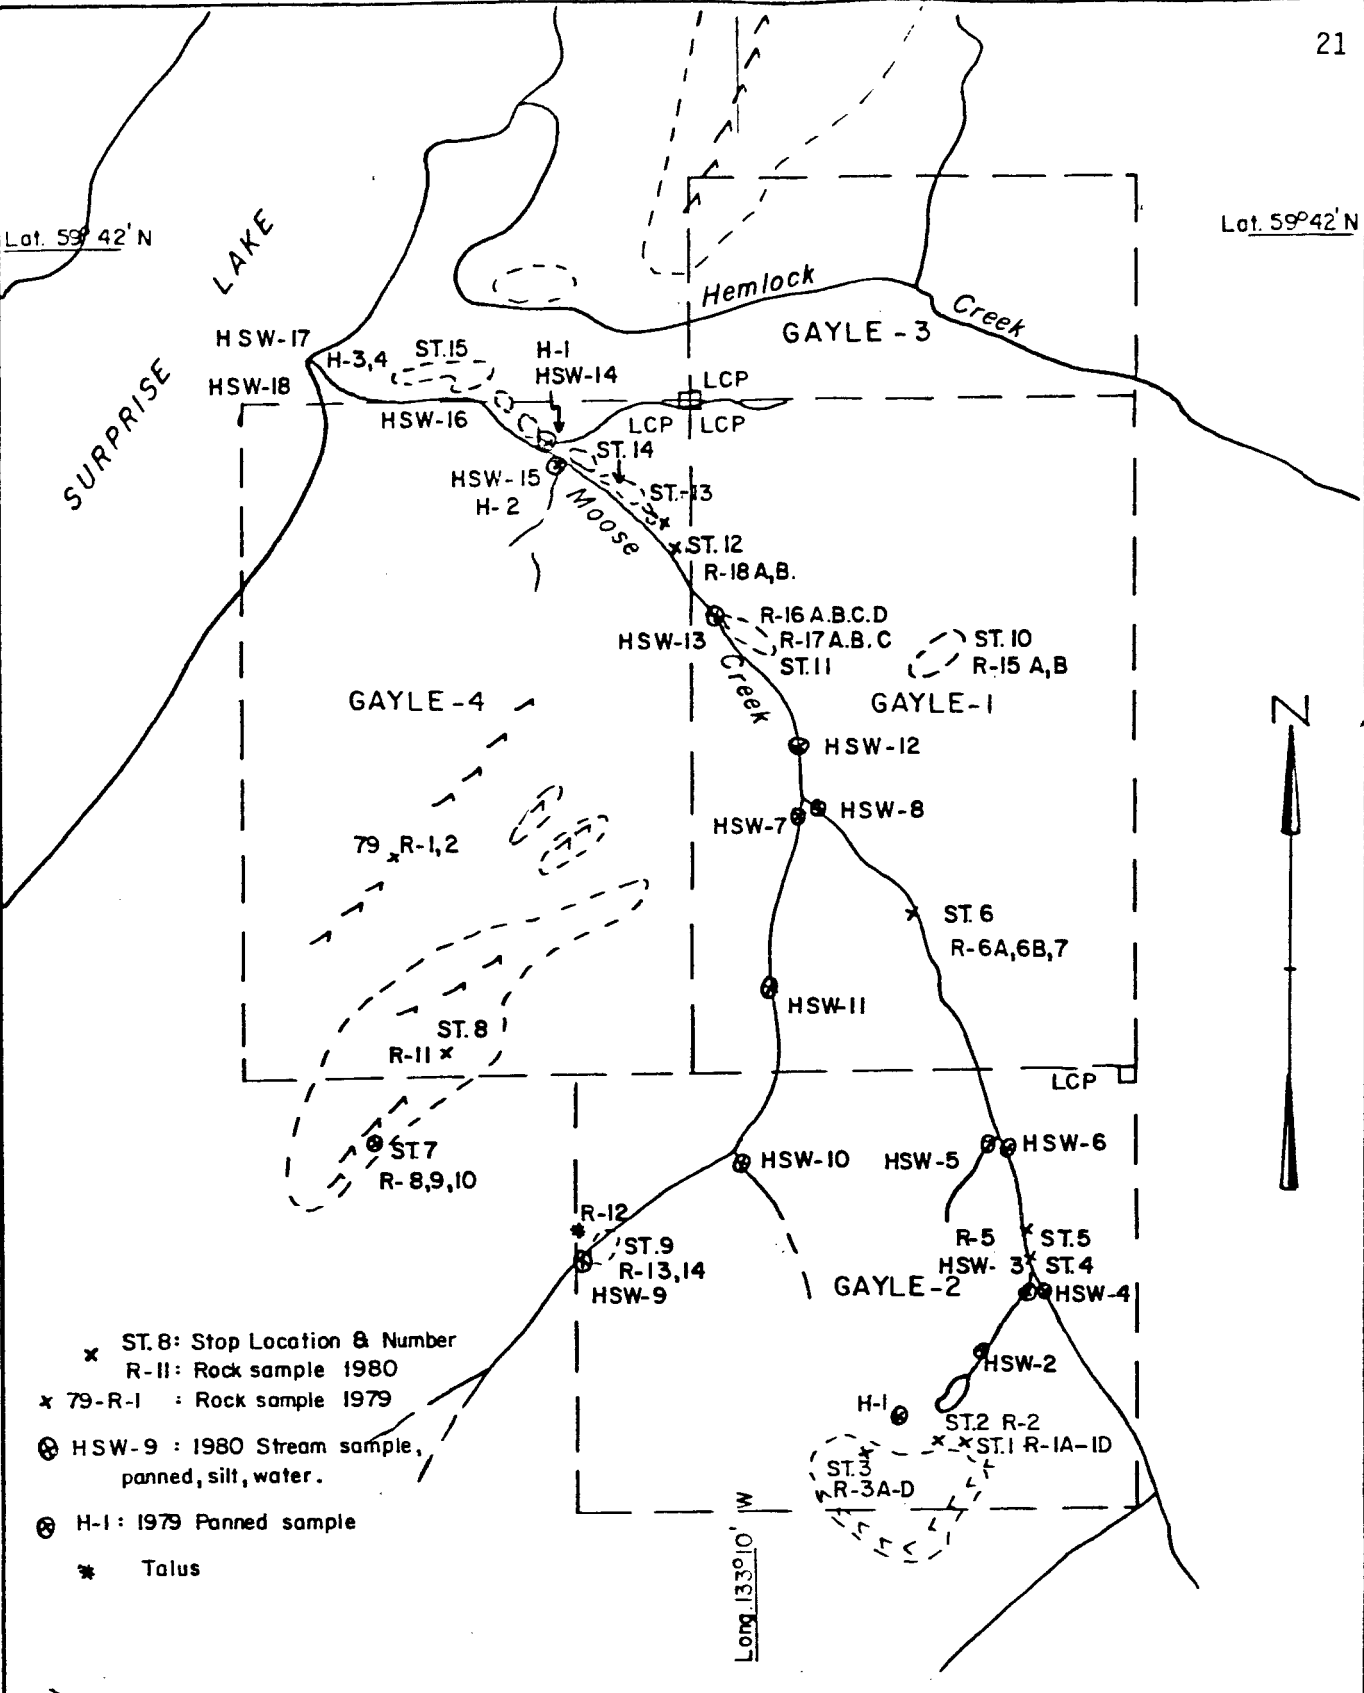 21
Lat. 59° 42' N
Lat. 59° 42' N
SURPRISE LAKE
Hemlock Creek
GAYLE - 3
HSW-17
H-3,4
ST.15
H-1
HSW-14
HSW-18
HSW-16
LCP
LCP
LCP
ST.14
HSW-15
H-2
ST.-13
Moose Creek
ST. 12
R-18 A,B.
R-16 A.B.C.D
HSW-13
R-17 A.B.C
ST.11
ST. 10
R-15 A,B
GAYLE - 4
GAYLE - 1
N
HSW-12
HSW-8
HSW-7
79 R-1,2
ST. 6
R-6A,6B,7
HSW-11
ST. 8
R-11
LCP
ST.7
R-8,9,10
HSW-10
HSW-5
HSW-6
R-12
ST.9
R-13,14
HSW-9
R-5
ST.5
HSW-3
ST.4
GAYLE-2
HSW-4
HSW-2
H-1
ST.2 R-2
ST.1 R-1A-1D
ST.3
R-3A-D
ST. 8: Stop Location & Number
R-11: Rock sample 1980
79-R-1 : Rock sample 1979
HSW-9 : 1980 Stream sample,
panned, silt, water.
H-1: 1979 Panned sample
Talus
Long. 133° 10' W